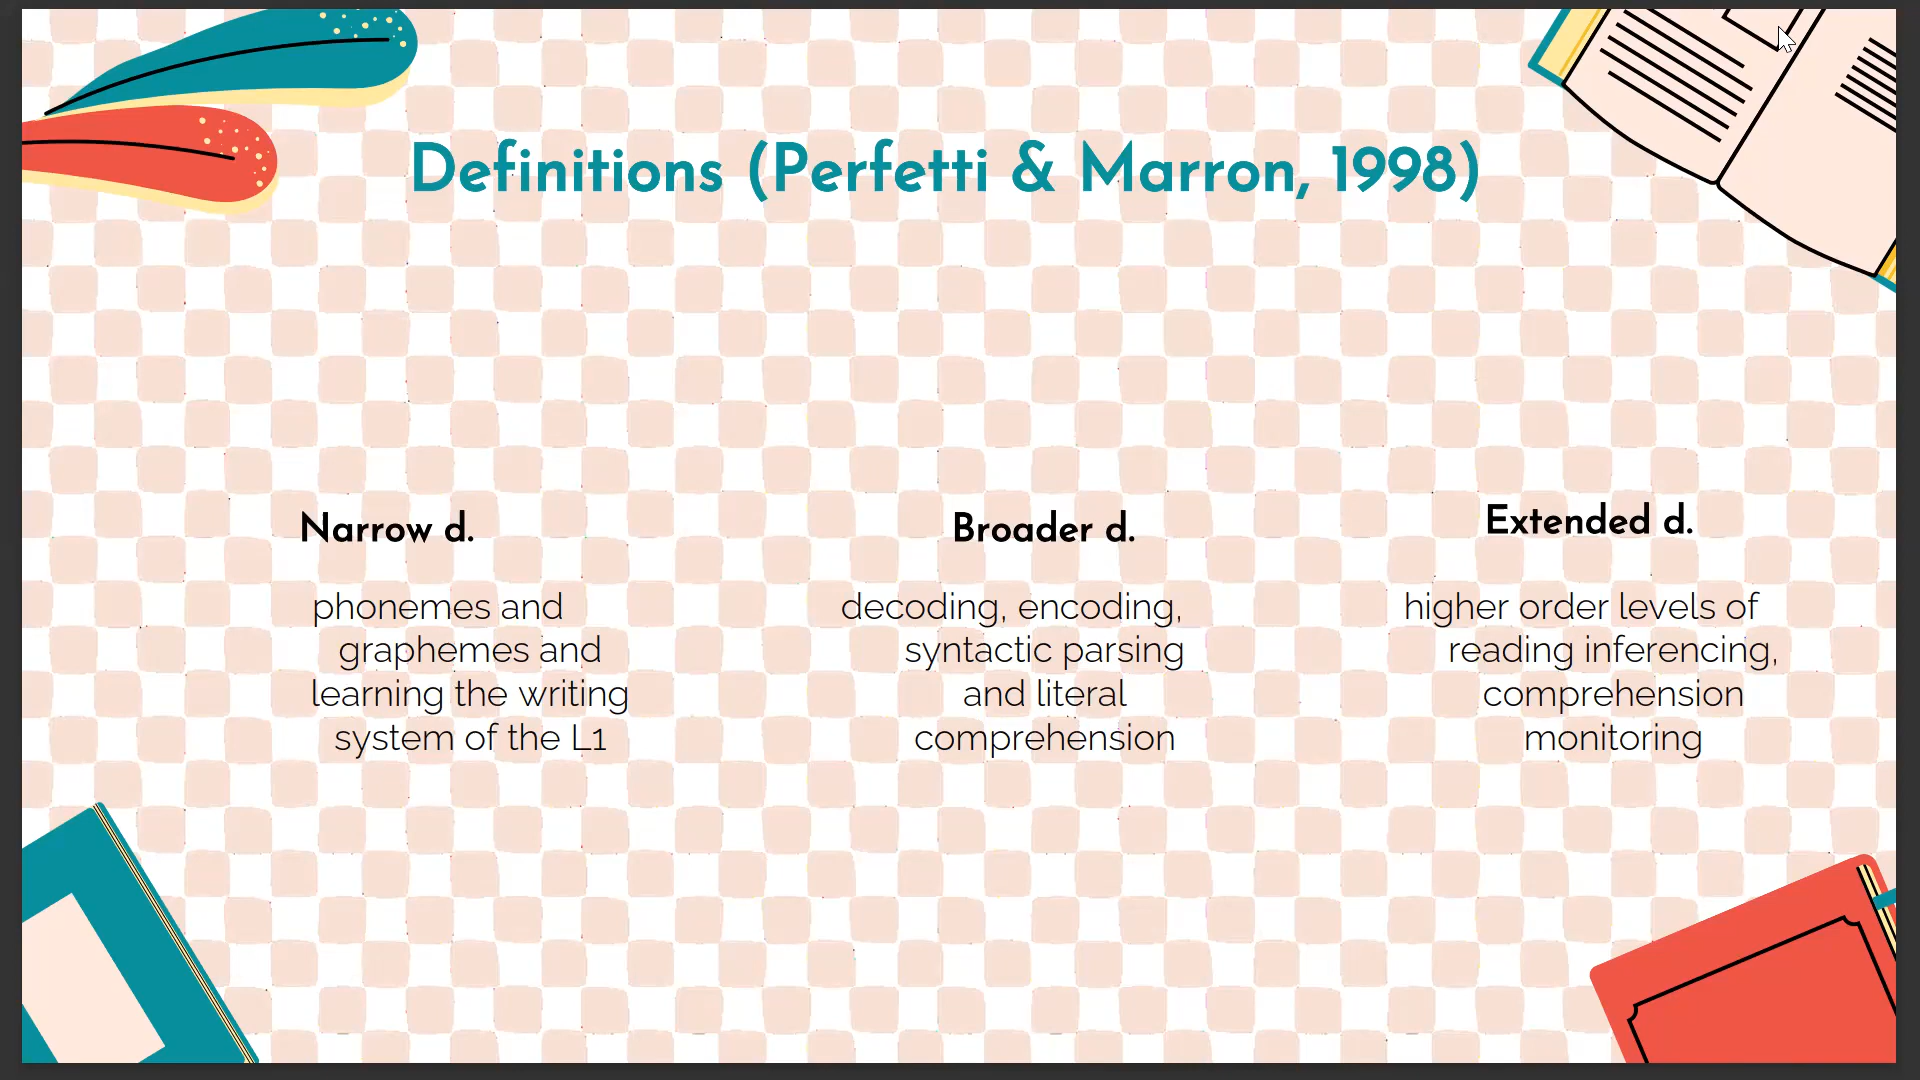 Definitions (Perfetti & Marron, 1998)
Narrow d.
phonemes and
graphemes and
learning the writing
system of the L1
Broader d.
decoding, encoding,
syntactic parsing
and literal
comprehension
Extended d.
higher order levels of
reading inferencing,
comprehension
monitoring